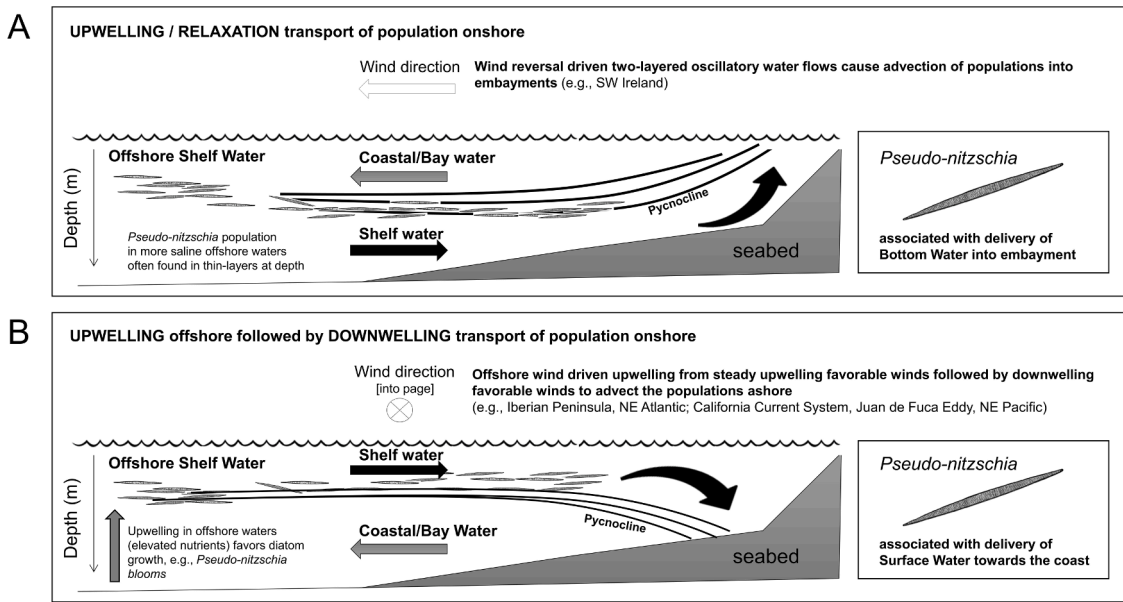 A
UPWELLING / RELAXATION transport of population onshore
Wind direction
Wind reversal driven two-layered oscillatory water flows cause advection of populations into
embayments (e.g., SW Ireland)
Offshore Shelf Water
Coastal/Bay water
Depth (m)
Pycnocline
Pseudo-nitzschia population
in more saline offshore waters
often found in thin-layers at depth
Shelf water
seabed
Pseudo-nitzschia
associated with delivery of
Bottom Water into embayment
B
UPWELLING offshore followed by DOWNWELLING transport of population onshore
Wind direction
[into page]
Offshore wind driven upwelling from steady upwelling favorable winds followed by downwelling
favorable winds to advect the populations ashore
(e.g., Iberian Peninsula, NE Atlantic; California Current System, Juan de Fuca Eddy, NE Pacific)
Offshore Shelf Water
Shelf water
Depth (m)
Pycnocline
Upwelling in offshore waters
(elevated nutrients) favors diatom
growth, e.g., Pseudo-nitzschia
blooms
Coastal/Bay Water
seabed
Pseudo-nitzschia
associated with delivery of
Surface Water towards the coast